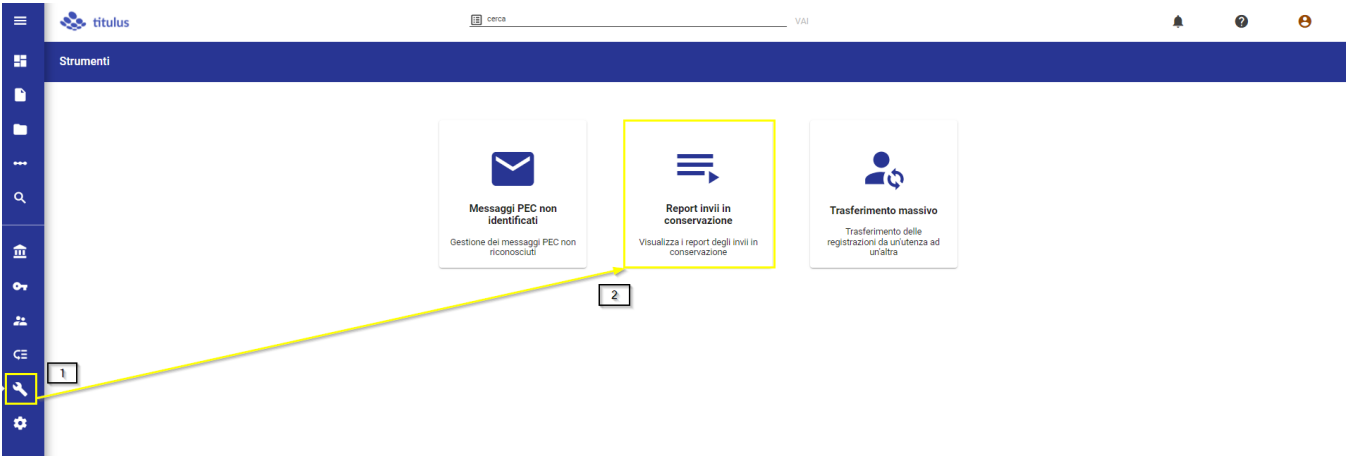 titulus
cerca
VAI
Strumenti
Messaggi PEC non
identificati
Gestione dei messaggi PEC non
riconosciuti
Report invii in
conservazione
Visualizza i report degli invii in
conservazione
Trasferimento massivo
Trasferimento delle
registrazioni da un'utenza ad
un'altra
2
1